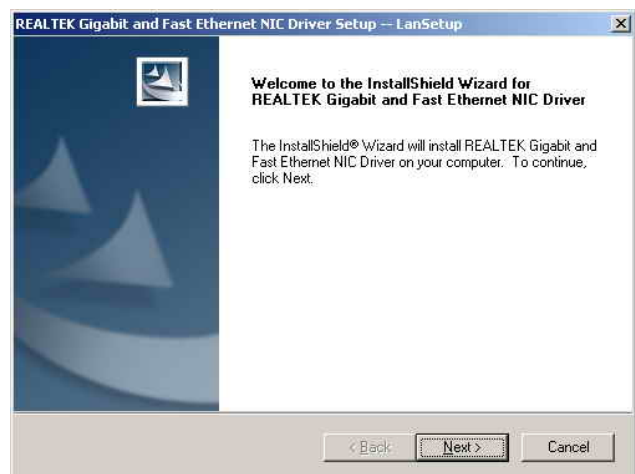 REALTEK Gigabit and Fast Ethernet NIC Driver Setup -- LanSetup
Welcome to the InstallShield Wizard for
REALTEK Gigabit and Fast Ethernet NIC Driver
The InstallShield® Wizard will install REALTEK Gigabit and
Fast Ethernet NIC Driver on your computer. To continue,
click Next.
< Back Next > Cancel